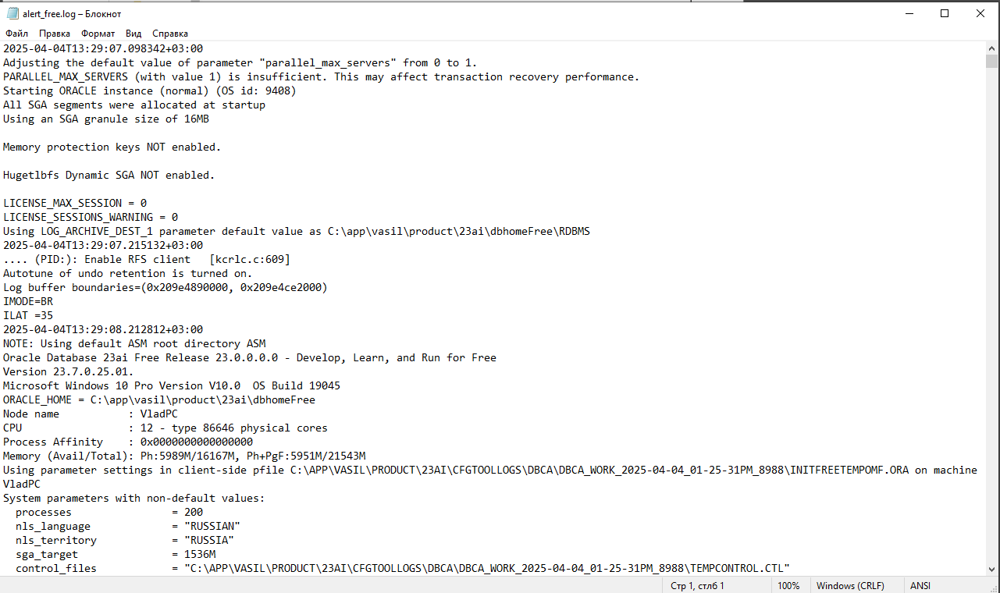 alert_free.log – Блокнот
Файл Правка Формат Вид Справка
2025-04-04T13:29:07.098342+03:00
Adjusting the default value of parameter "parallel_max_servers" from 0 to 1.
PARALLEL_MAX_SERVERS (with value 1) is insufficient. This may affect transaction recovery performance.
Starting ORACLE instance (normal) (OS id: 9408)
All SGA segments were allocated at startup
Using an SGA granule size of 16MB
Memory protection keys NOT enabled.
Hugetlbfs Dynamic SGA NOT enabled.
LICENSE_MAX_SESSION = 0
LICENSE_SESSIONS_WARNING = 0
Using LOG_ARCHIVE_DEST_1 parameter default value as C:\app\vasil\product\23ai\dbhomeFree\RDBMS
2025-04-04T13:29:07.215132+03:00
.... (PID:): Enable RFS client   [kcrlc.c:609]
Autotune of undo retention is turned on.
Log buffer boundaries=(0x209e4890000, 0x209e4ce2000)
IMODE=BR
ILAT =35
2025-04-04T13:29:08.212812+03:00
NOTE: Using default ASM root directory ASM
Oracle Database 23ai Free Release 23.0.0.0.0 - Develop, Learn, and Run for Free
Version 23.7.0.25.01.
Microsoft Windows 10 Pro Version V10.0  OS Build 19045
ORACLE_HOME = C:\app\vasil\product\23ai\dbhomeFree
Node name           : VladPC
CPU                 : 12 - type 86646 physical cores
Process Affinity    : 0x0000000000000000
Memory (Avail/Total): Ph:5989M/16167M, Ph+PgF:5951M/21543M
Using parameter settings in client-side pfile C:\APP\VASIL\PRODUCT\23AI\CFGTOOLLOGS\DBCA\DBCA_WORK_2025-04-04_01-25-31PM_8988\INITFREETEMPOMF.ORA on machine
VladPC
System parameters with non-default values:
  processes                = 200
  nls_language             = "RUSSIAN"
  nls_territory            = "RUSSIA"
  sga_target               = 1536M
  control_files            = "C:\APP\VASIL\PRODUCT\23AI\CFGTOOLLOGS\DBCA\DBCA_WORK_2025-04-04_01-25-31PM_8988\TEMPCONTROL.CTL"
Стр 1, стлб 1 100% Windows (CRLF) ANSI